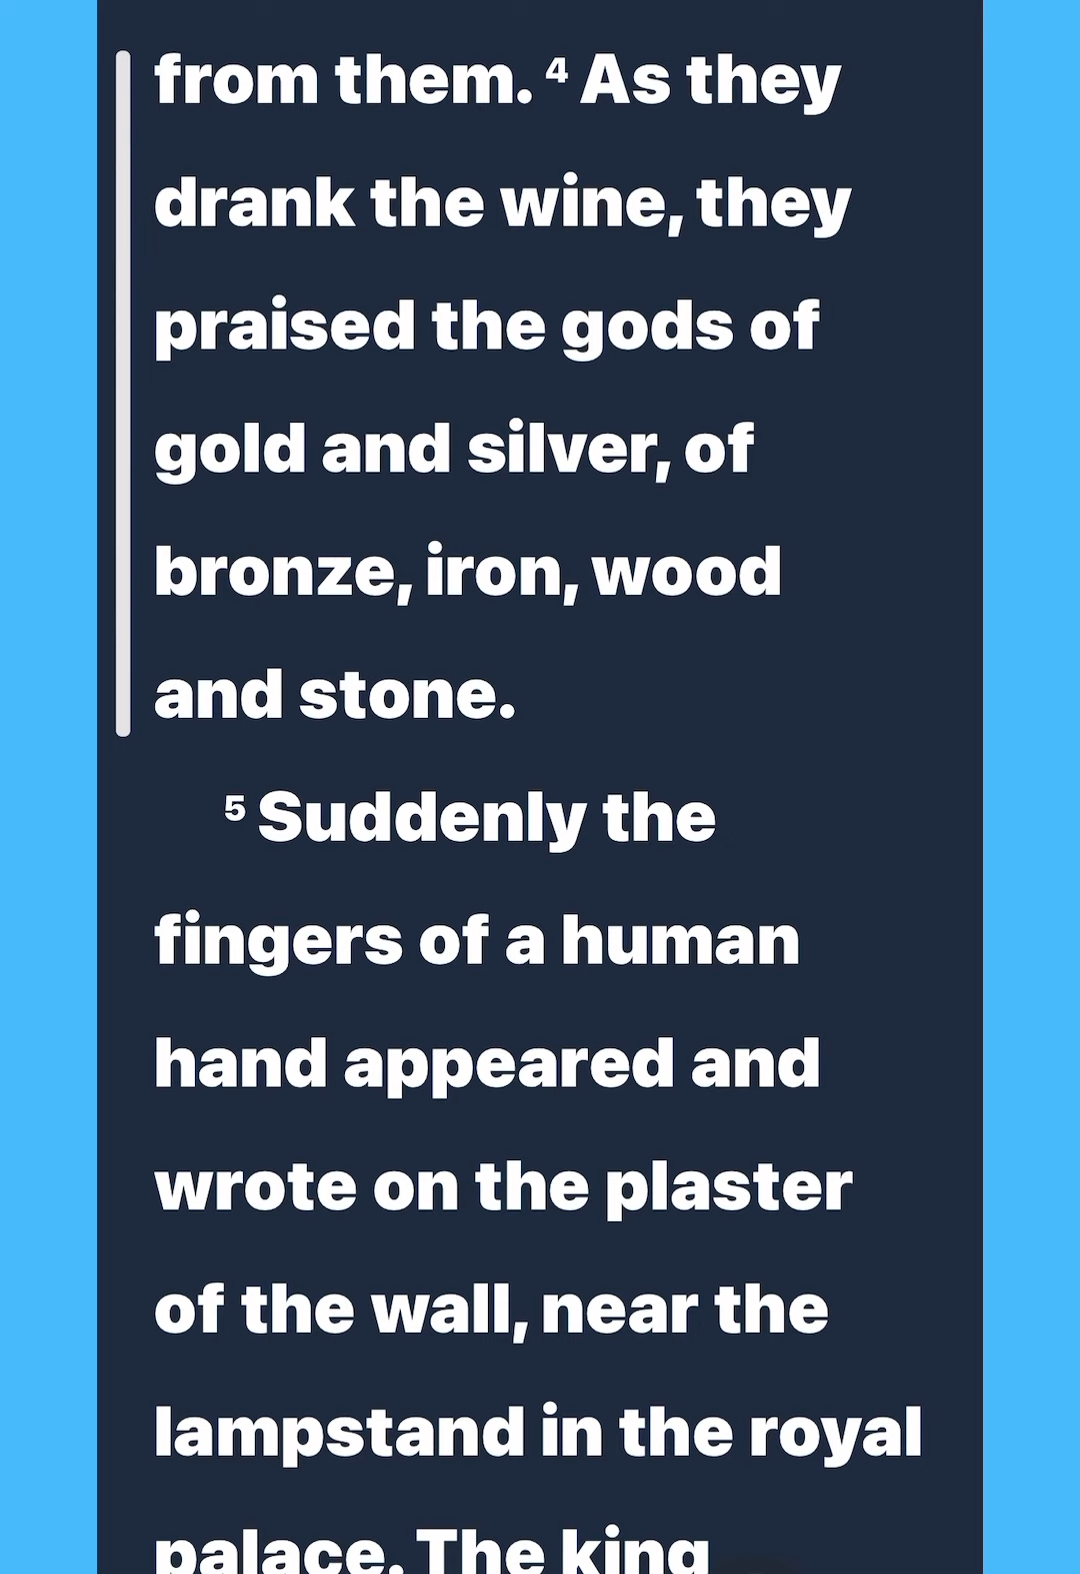 from them. ⁴ As they
drank the wine, they
praised the gods of
gold and silver, of
bronze, iron, wood
and stone.
⁵ Suddenly the
fingers of a human
hand appeared and
wrote on the plaster
of the wall, near the
lampstand in the royal
palace. The king